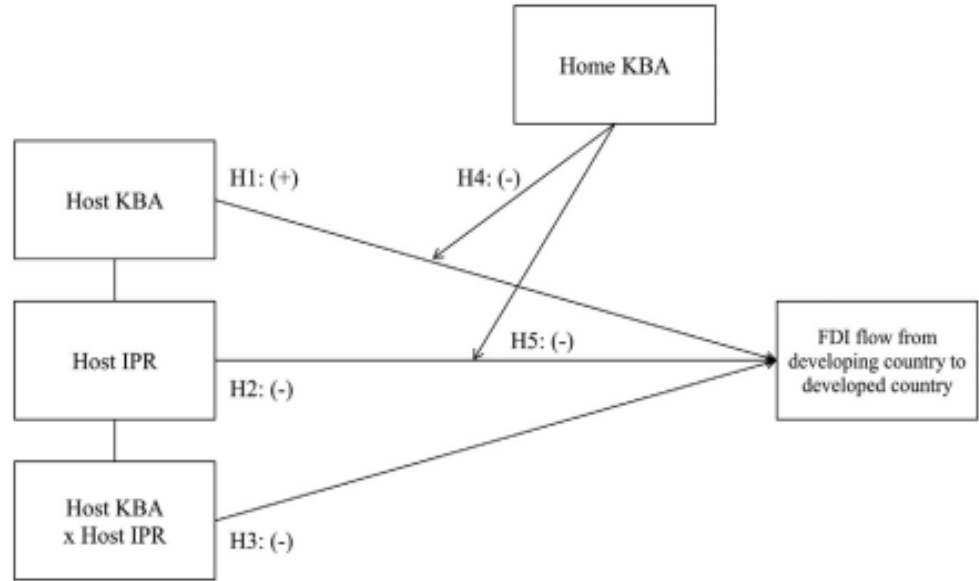 Home KBA
H1: (+)
H4: (-)
Host KBA
Host IPR
H5: (-)
FDI flow from
developing country to
developed country
H2: (-)
Host KBA
x Host IPR
H3: (-)